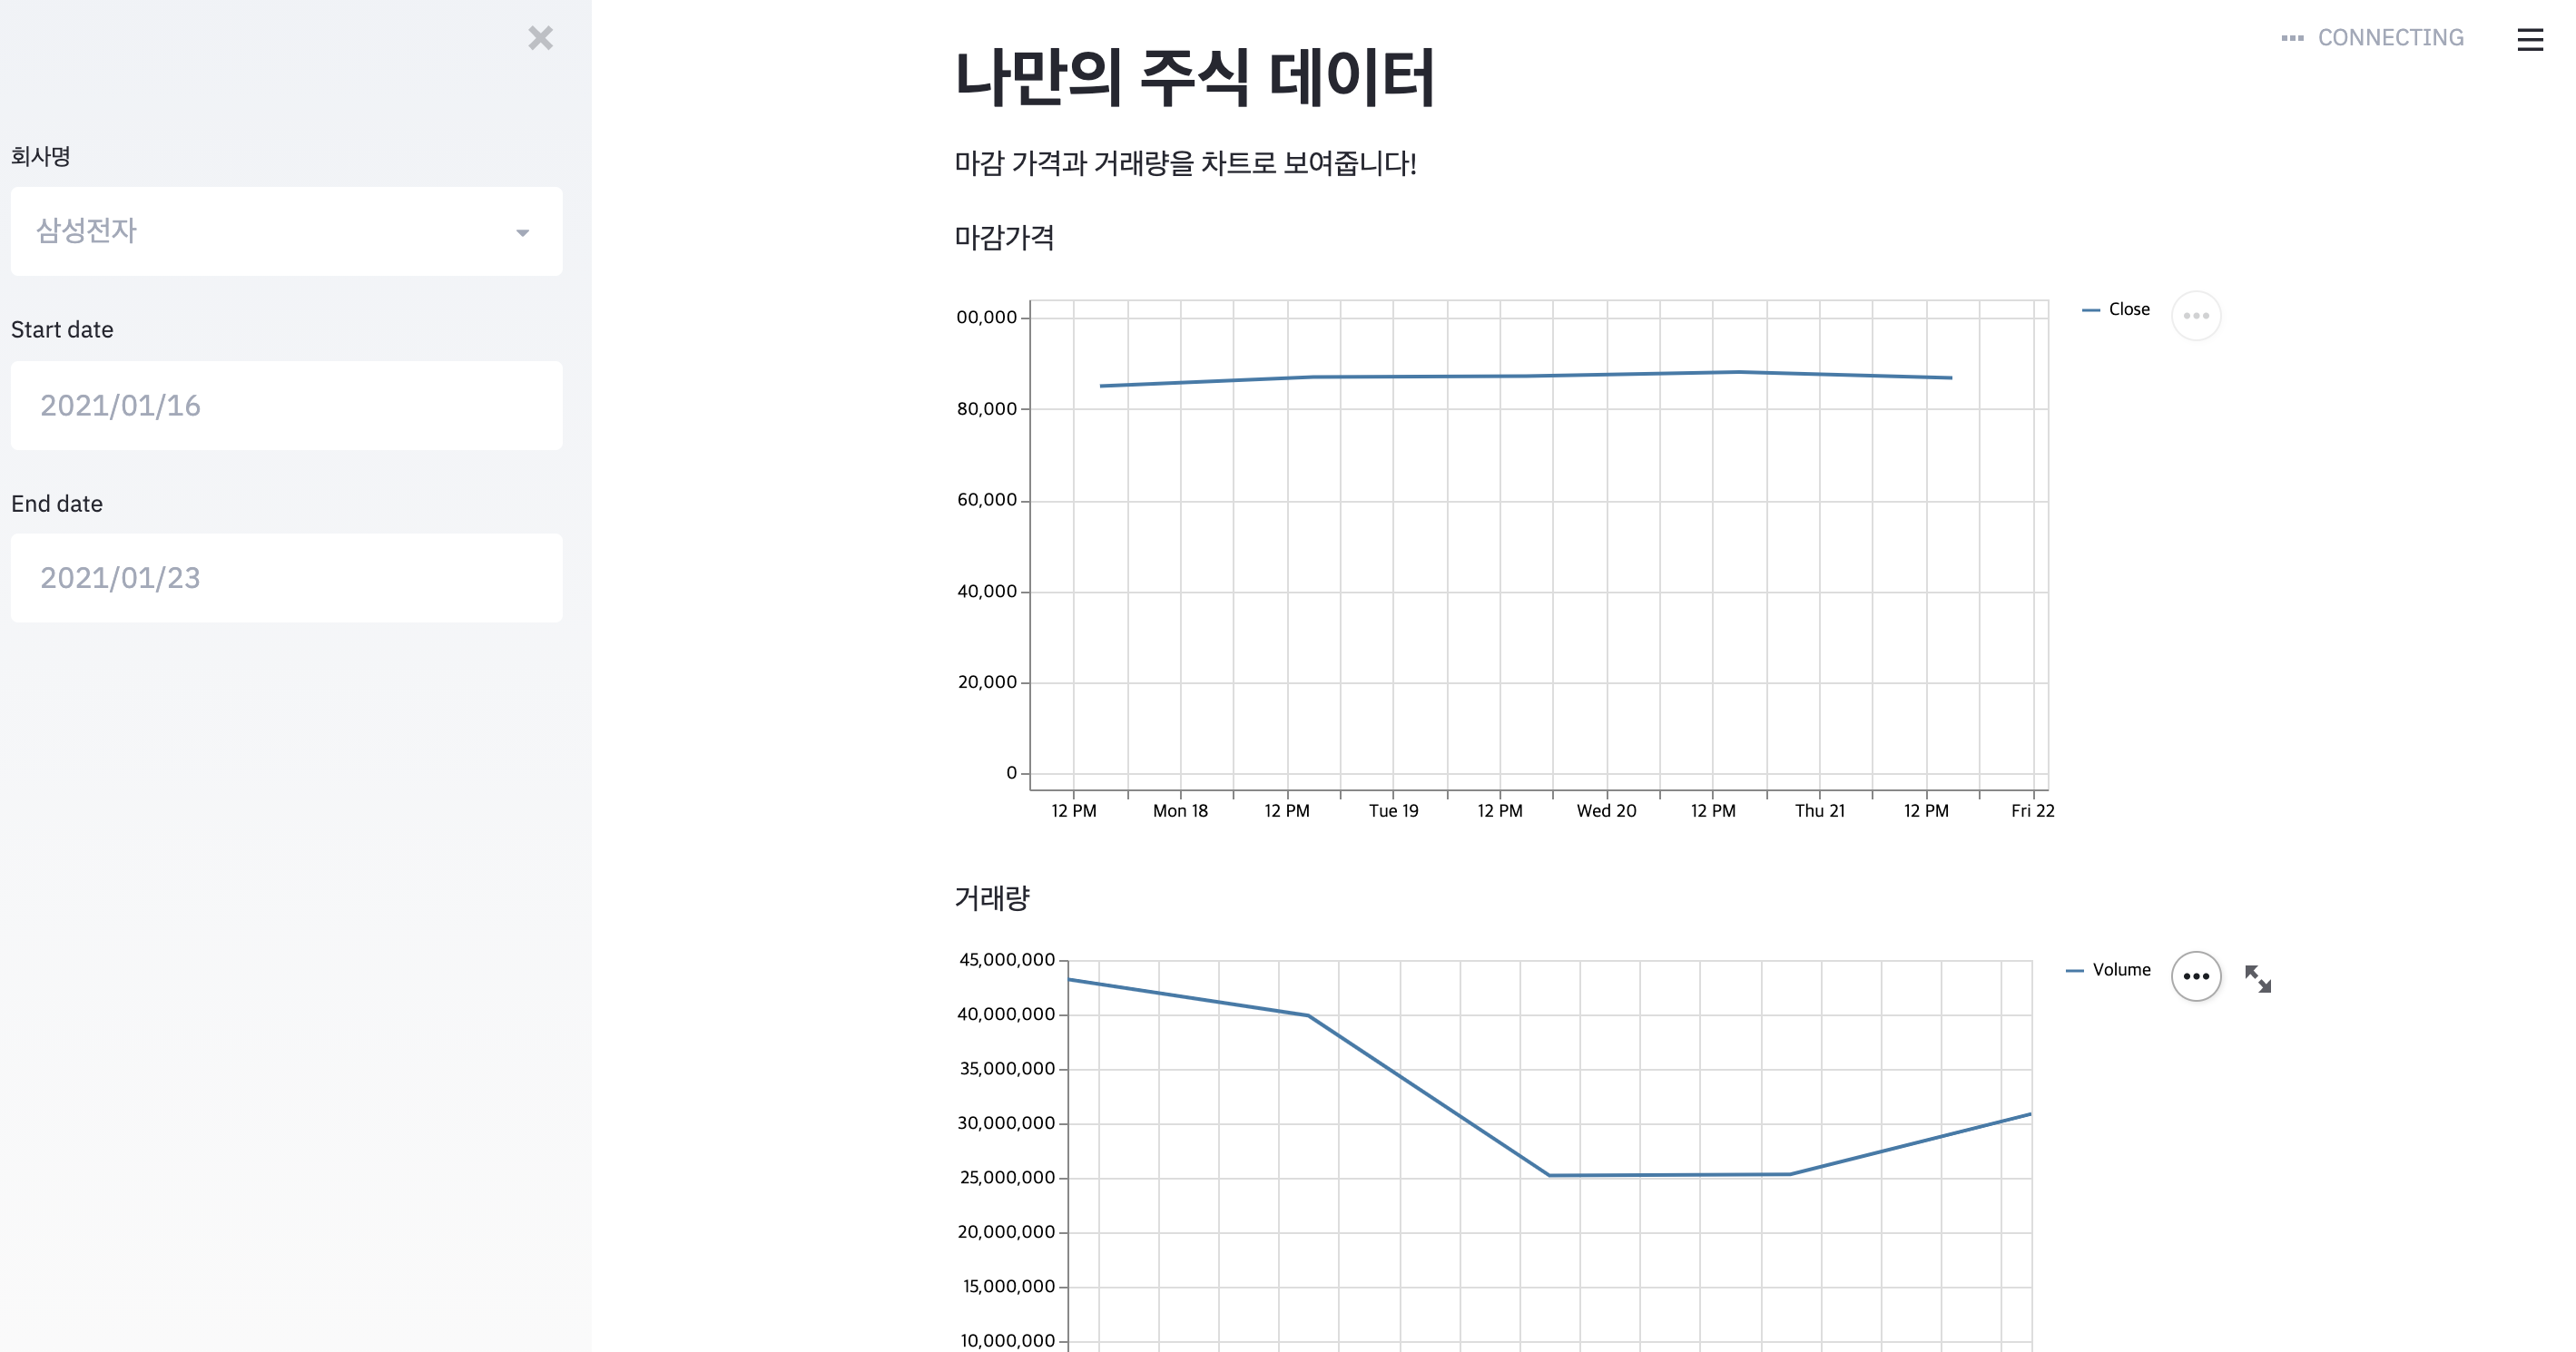 회사명
삼성전자
Start date
2021/01/16
End date
2021/01/23
CONNECTING
나만의 주식 데이터
마감 가격과 거래량을 차트로 보여줍니다!
마감가격
00,000
80,000
60,000
40,000
20,000
0
12 PM Mon 18 12 PM Tue 19 12 PM Wed 20 12 PM Thu 21 12 PM Fri 22
Close
거래량
45,000,000
40,000,000
35,000,000
30,000,000
25,000,000
20,000,000
15,000,000
10,000,000
Volume